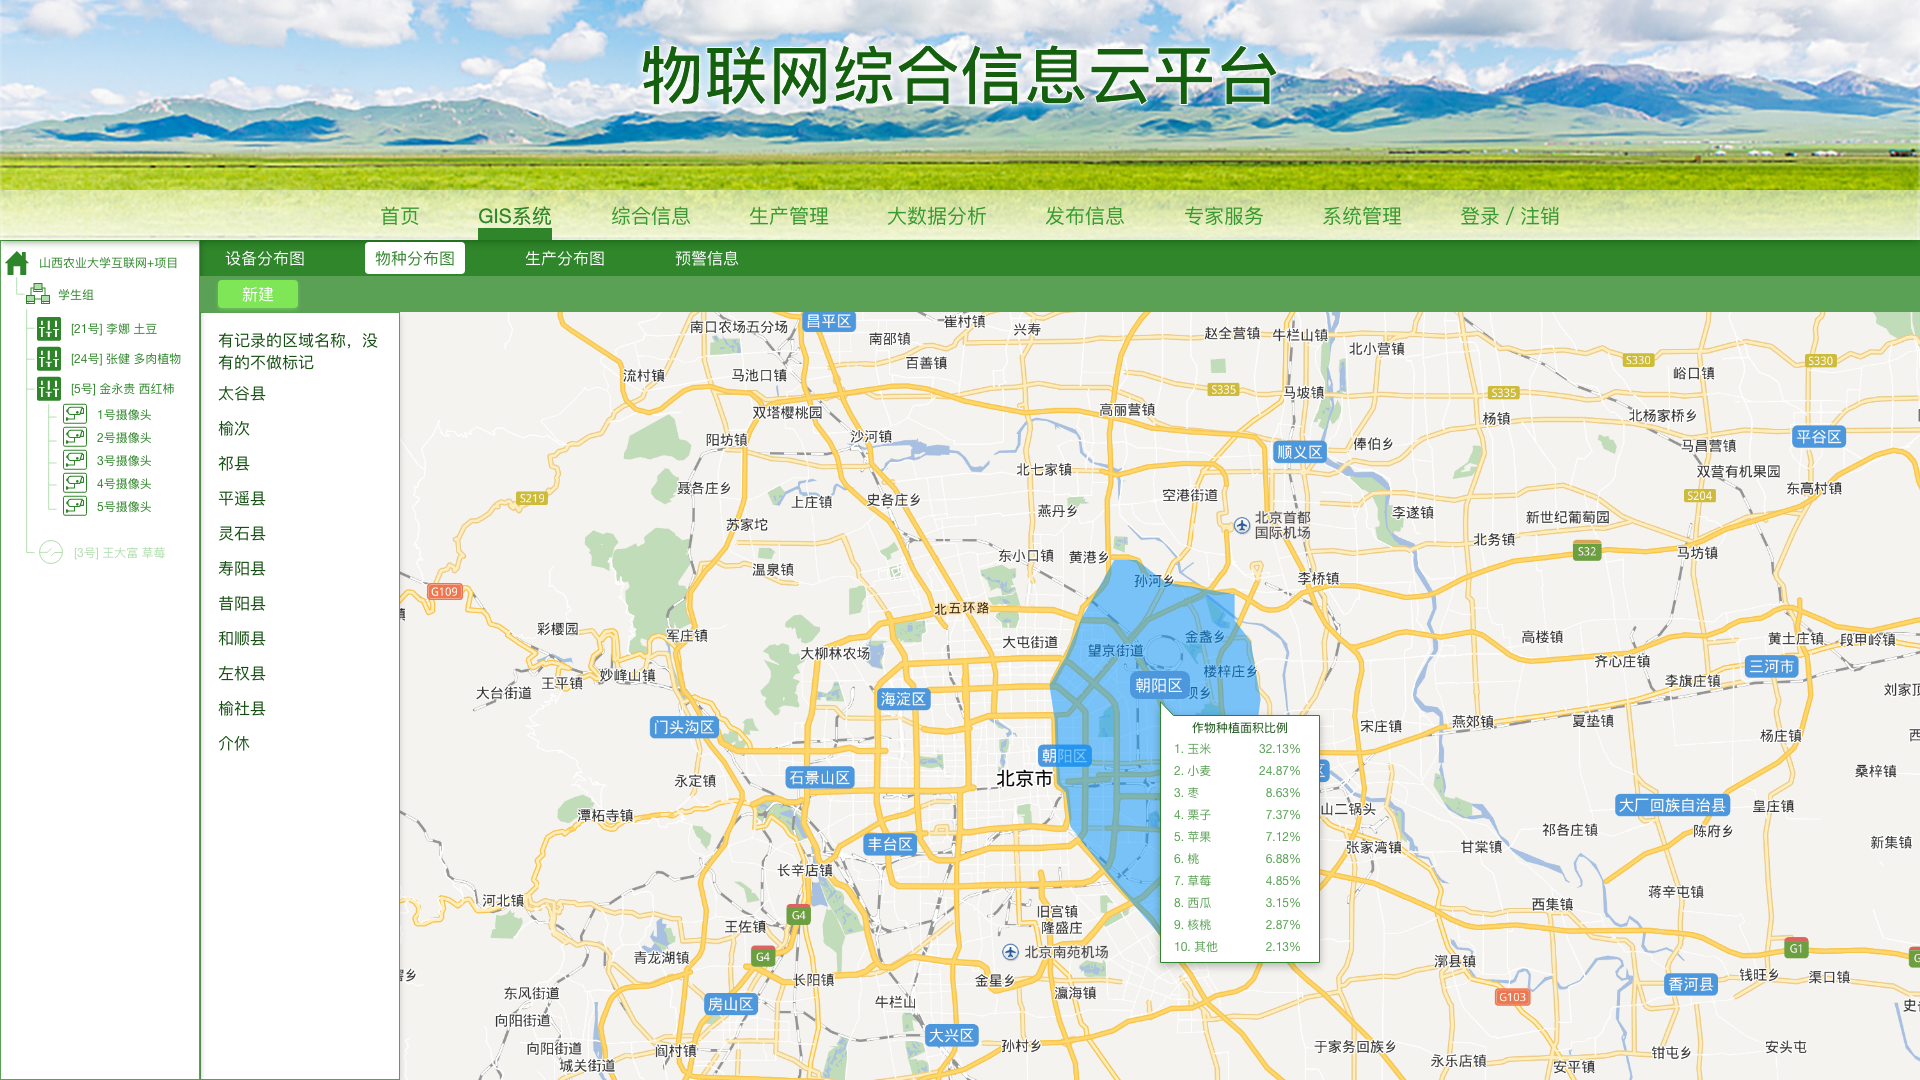 物联网综合信息云平台
首页
GIS系统
综合信息
生产管理
大数据分析
发布信息
专家服务
系统管理
登录 / 注销
设备分布图
物种分布图
生产分布图
预警信息
新建
山西农业大学互联网+项目
学生组
[21号] 李娜 土豆
[24号] 张健 多肉植物
[5号] 金永贵 西红柿
1号摄像头
2号摄像头
3号摄像头
4号摄像头
5号摄像头
[3号] 王大富 草莓
有记录的区域名称，没
有的不做标记
太谷县
榆次
祁县
平遥县
灵石县
寿阳县
昔阳县
和顺县
左权县
榆社县
介休
南口农场五分场
昌平区
崔村镇
兴寿
南邵镇
百善镇
赵全营镇
牛栏山镇
北小营镇
S330
S330
峪口镇
流村镇
马池口镇
S335
马坡镇
S335
双塔樱桃园
高丽营镇
杨镇
北杨家桥乡
阳坊镇
沙河镇
顺义区
俸伯乡
马昌营镇
平谷区
北七家镇
双营有机果园
聂各庄乡
上庄镇
史各庄乡
空港街道
S204
东高村镇
S219
燕丹乡
北京首都
国际机场
李遂镇
新世纪葡萄园
苏家坨
北务镇
S32
马坊镇
东小口镇
黄港乡
温泉镇
孙河乡
李桥镇
G109
北五环路
彩樱园
军庄镇
大屯街道
金盏乡
高楼镇
黄土庄镇
段甲岭镇
大柳林农场
望京街道
齐心庄镇
三河市
妙峰山镇
王平镇
楼梓庄乡
大台街道
海淀区
朝阳区
坝乡
李旗庄镇
门头沟区
宋庄镇
燕郊镇
夏垫镇
杨庄镇
朝阳区
石景山区
北京市
永定镇
区
桑梓镇
潭柘寺镇
山二锅头
大厂回族自治县
皇庄镇
丰台区
祁各庄镇
陈府乡
张家湾镇
甘棠镇
新集镇
长辛店镇
河北镇
蒋辛屯镇
G4
旧宫镇
西集镇
王佐镇
隆盛庄
G4
北京南苑机场
青龙湖镇
G1
漷县镇
长阳镇
金星乡
香河县
钱旺乡
渠口镇
东风街道
牛栏山
瀛海镇
G103
房山区
向阳街道
大兴区
向阳街道
阎村镇
孙村乡
于家务回族乡
永乐店镇
钳屯乡
安头屯
城关街道
安平镇
作物种植面积比例
1. 玉米 32.13%
2. 小麦 24.87%
3. 枣 8.63%
4. 栗子 7.37%
5. 苹果 7.12%
6. 桃 6.88%
7. 草莓 4.85%
8. 西瓜 3.15%
9. 核桃 2.87%
10. 其他 2.13%